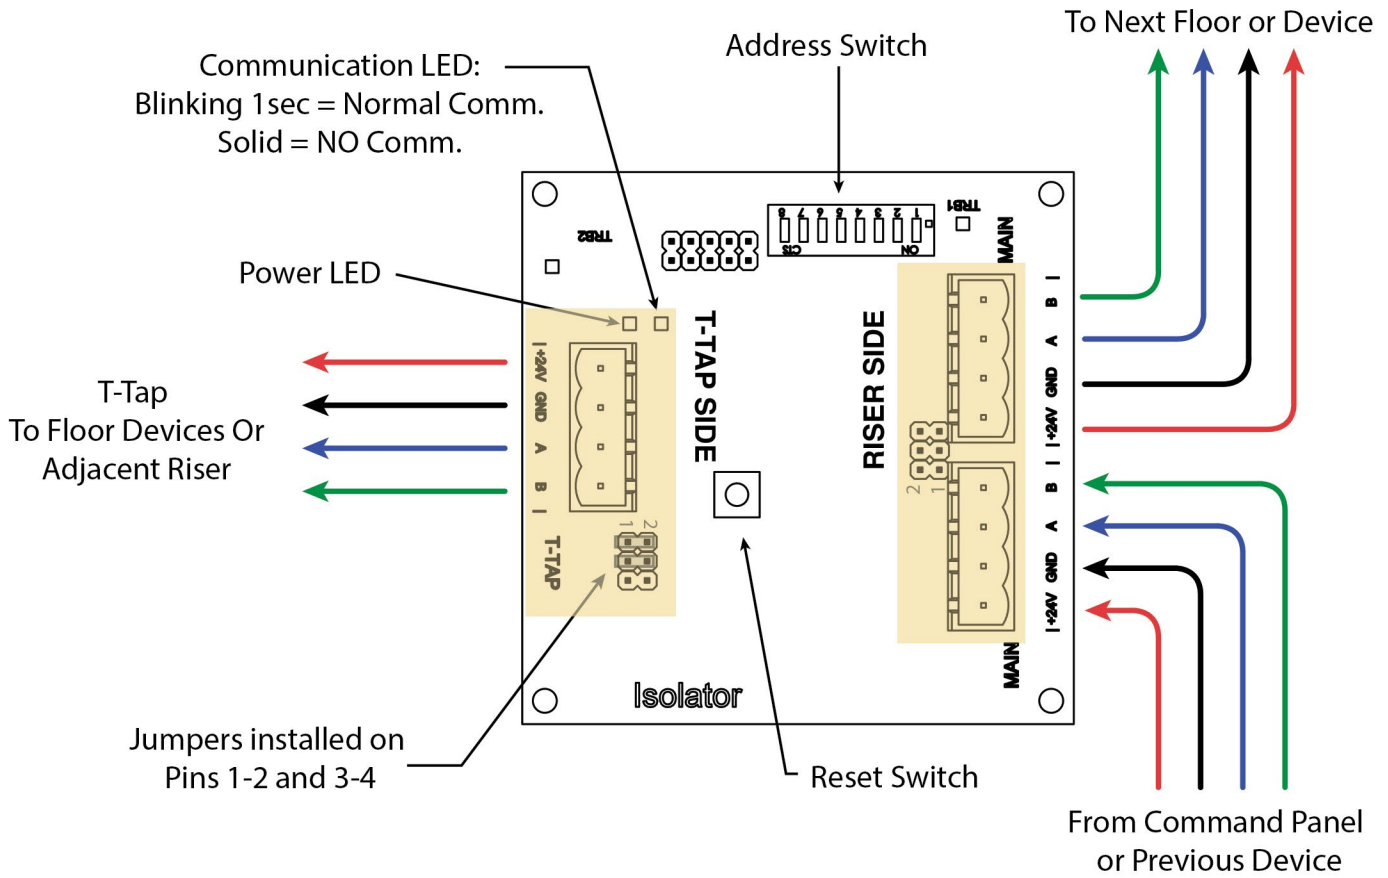 To Next Floor or Device
Address Switch
Communication LED:
Blinking 1sec = Normal Comm.
Solid = NO Comm.
TRB2
8 7 6 5 4 3 2 1
CTS ON
TRB1
MAIN
Power LED
T-TAP SIDE
RISER SIDE
| +24V GND A B |
T-Tap
To Floor Devices Or
Adjacent Riser
| B A GND +24V |
2 1
| B A GND +24V |
1 2
T-TAP
MAIN
Isolator
Jumpers installed on
Pins 1-2 and 3-4
Reset Switch
From Command Panel
or Previous Device